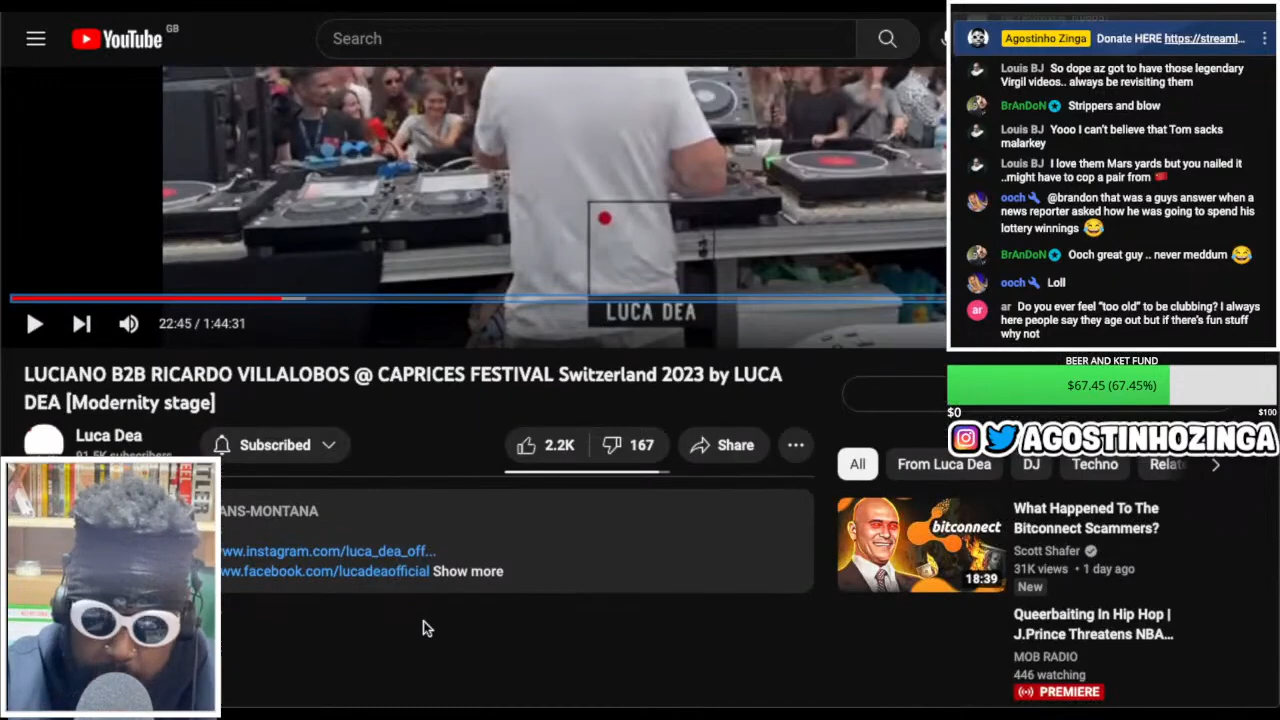 YouTube GB
Search
LUCA DEA
22:45 / 1:44:31
LUCIANO B2B RICARDO VILLALOBOS @ CAPRICES FESTIVAL Switzerland 2023 by LUCA
DEA [Modernity stage]
Luca Dea
91.5K subscribers
Subscribed
2.2K
167
Share
ANS-MONTANA
ww.instagram.com/luca_dea_off...
ww.facebook.com/lucadeaofficial Show more
Agostinho Zinga Donate HERE https://streaml...
Louis BJ So dope az got to have those legendary
Virgil videos.. always be revisiting them
BrAnDoN Strippers and blow
Louis BJ Yooo I can't believe that Tom sacks
malarkey
Louis BJ I love them Mars yards but you nailed it
..might have to cop a pair from 🇨🇳
ooch @brandon that was a guys answer when a
news reporter asked how he was going to spend his
lottery winnings 😂
BrAnDoN Ooch great guy .. never meddum 😂
ooch Loll
ar Do you ever feel “too old” to be clubbing? I always
here people say they age out but if there's fun stuff
why not
BEER AND KET FUND
$67.45 (67.45%)
$0
$100
AGOSTINHOZINGA
All
From Luca Dea
DJ
Techno
Relat
bitconnect
18:39
What Happened To The
Bitconnect Scammers?
Scott Shafer
31K views • 1 day ago
New
Queerbaiting In Hip Hop |
J.Prince Threatens NBA...
MOB RADIO
446 watching
PREMIERE